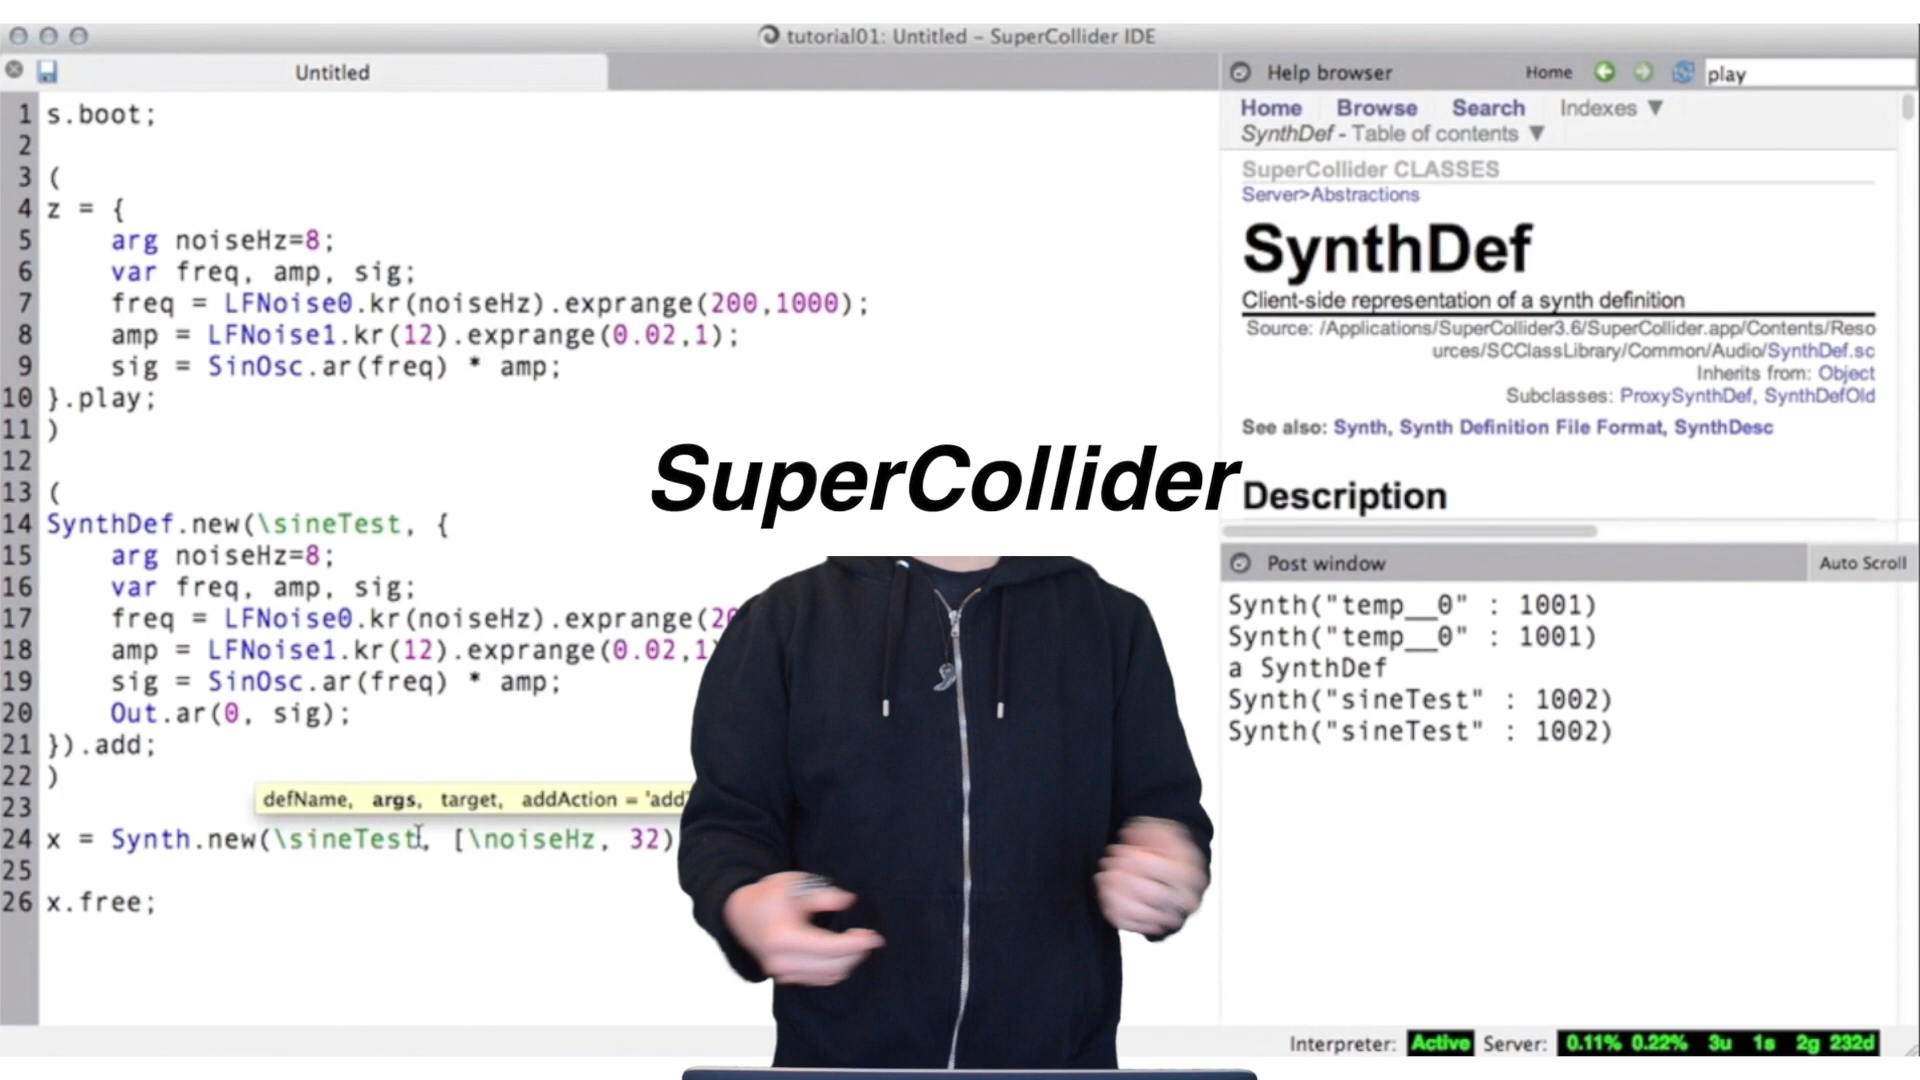 tutorial01: Untitled – SuperCollider IDE
Untitled
1 s.boot;
2
3 (
4 z = {
5 arg noiseHz=8;
6 var freq, amp, sig;
7 freq = LFNoise0.kr(noiseHz).exprange(200,1000);
8 amp = LFNoise1.kr(12).exprange(0.02,1);
9 sig = SinOsc.ar(freq) * amp;
10 }.play;
11 )
12
13 (
14 SynthDef.new(\sineTest, {
15 arg noiseHz=8;
16 var freq, amp, sig;
17 freq = LFNoise0.kr(noiseHz).exprange(20
18 amp = LFNoise1.kr(12).exprange(0.02,1
19 sig = SinOsc.ar(freq) * amp;
20 Out.ar(0, sig);
21 }).add;
22 )
defName, args, target, addAction = 'add
23
24 x = Synth.new(\sineTest, [\noiseHz, 32)
25
26 x.free;
SuperCollider
Help browser Home play
Home Browse Search Indexes ▼
SynthDef - Table of contents ▼
SuperCollider CLASSES
Server>Abstractions
SynthDef
Client-side representation of a synth definition
Source: /Applications/SuperCollider3.6/SuperCollider.app/Contents/Reso
urces/SCClassLibrary/Common/Audio/SynthDef.sc
Inherits from: Object
Subclasses: ProxySynthDef, SynthDefOld
See also: Synth, Synth Definition File Format, SynthDesc
Description
Post window Auto Scroll
Synth("temp__0" : 1001)
Synth("temp__0" : 1001)
a SynthDef
Synth("sineTest" : 1002)
Synth("sineTest" : 1002)
Interpreter: Active Server: 0.11% 0.22% 3u 1s 2g 232d